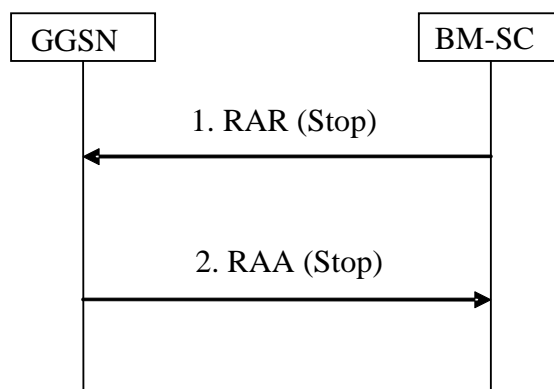 GGSN
BM-SC
1. RAR (Stop)
2. RAA (Stop)